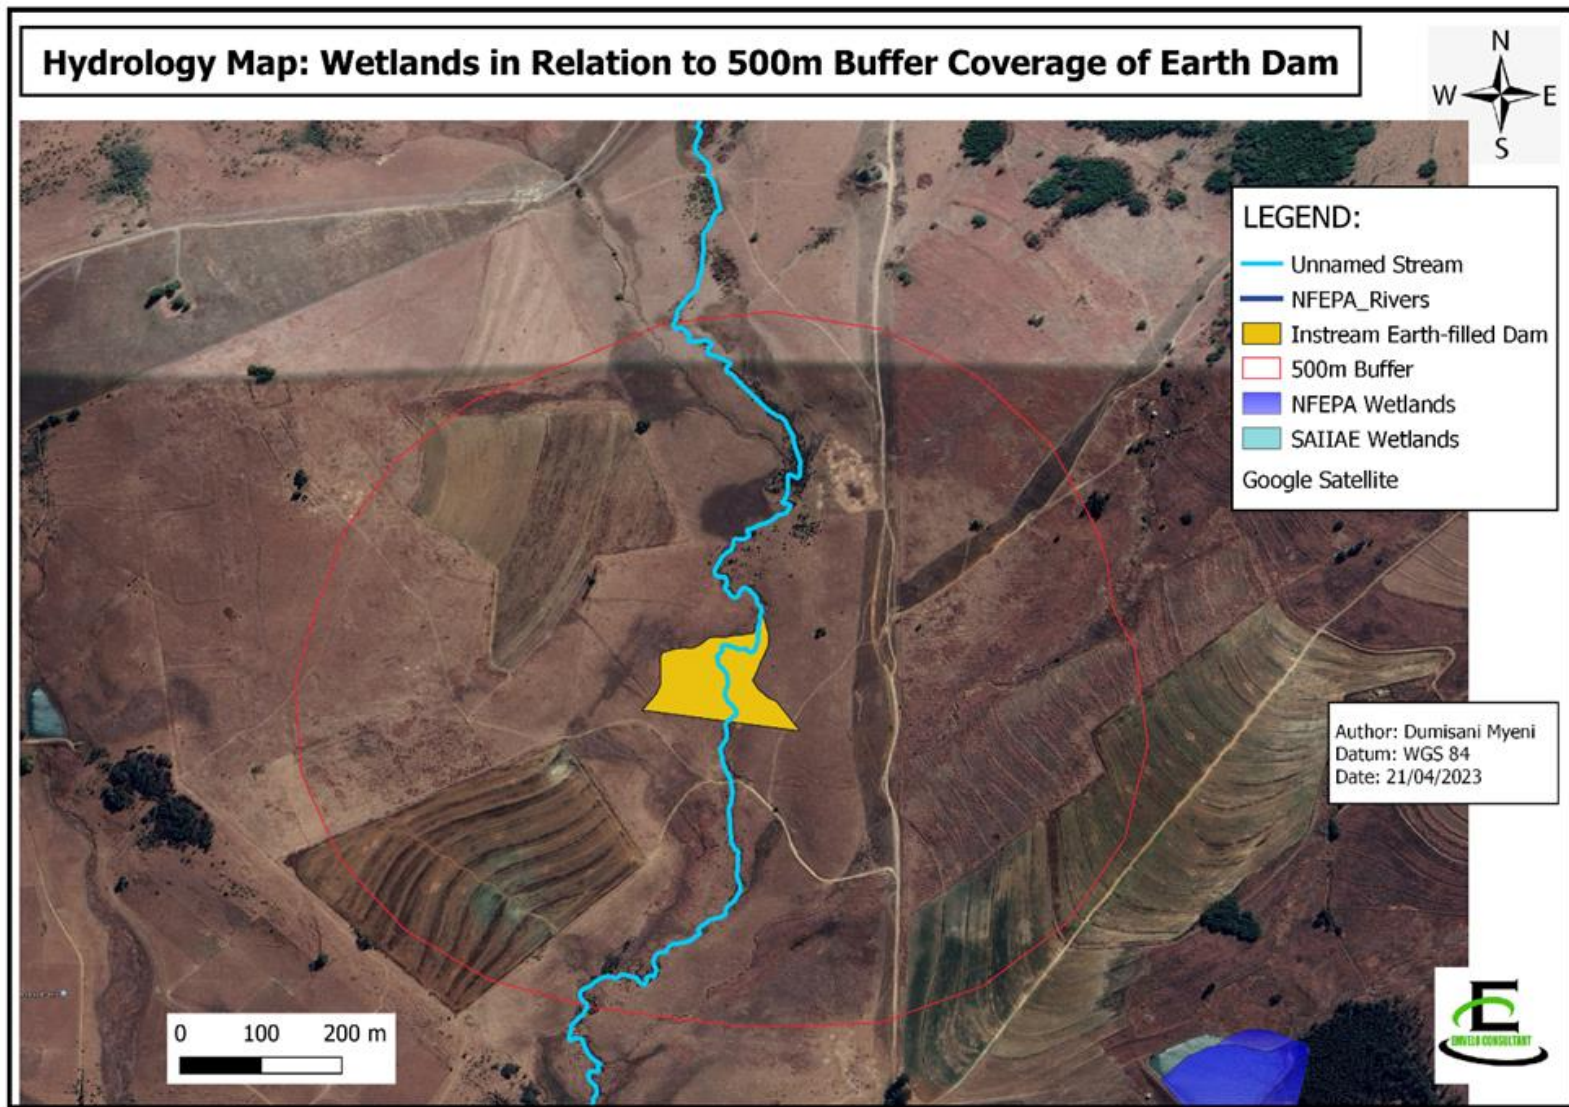 Hydrology Map: Wetlands in Relation to 500m Buffer Coverage of Earth Dam
N
W E
S
LEGEND:
Unnamed Stream
NFEPA_Rivers
Instream Earth-filled Dam
500m Buffer
NFEPA Wetlands
SAIIAE Wetlands
Google Satellite
Author: Dumisani Myeni
Datum: WGS 84
Date: 21/04/2023
0 100 200 m
E
EMVELO CONSULTANT